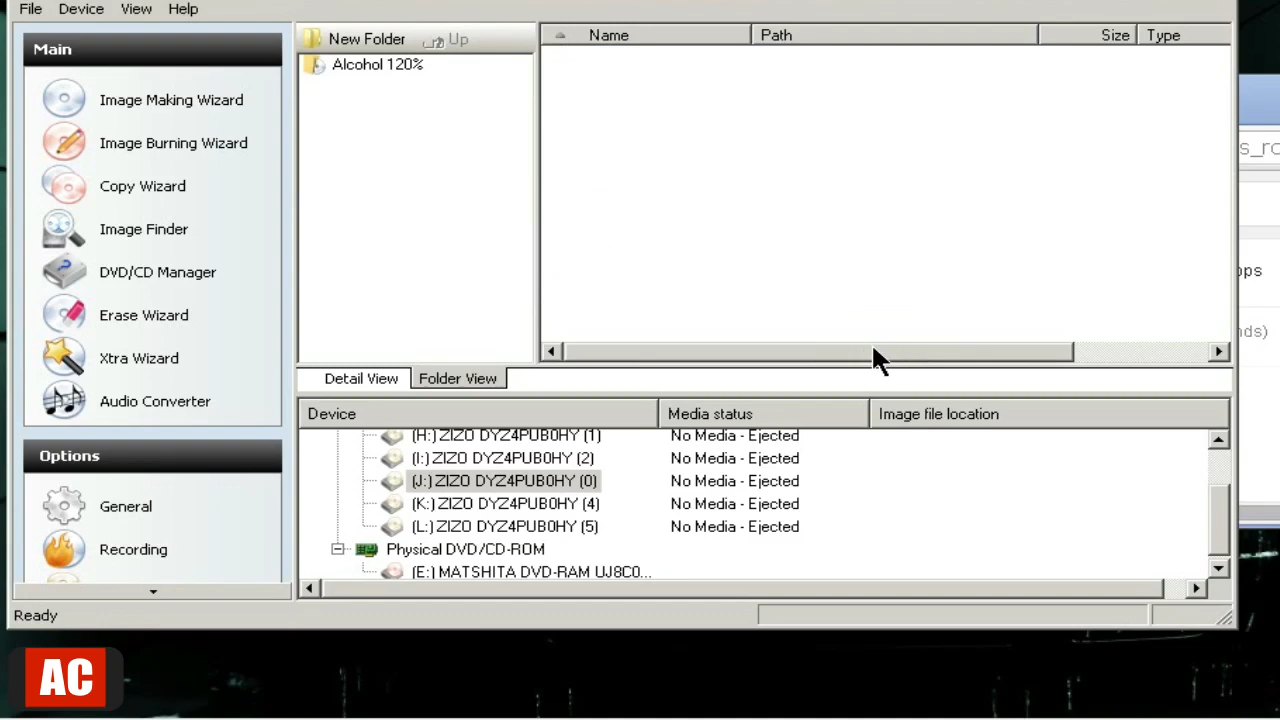 File Device View Help
Main
Image Making Wizard
Image Burning Wizard
Copy Wizard
Image Finder
DVD/CD Manager
Erase Wizard
Xtra Wizard
Audio Converter
Options
General
Recording
New Folder Up
Alcohol 120%
Name Path Size Type
Detail View Folder View
Device Media status Image file location
(H:) ZIZO DYZ4PUB0HY (1) No Media - Ejected
(I:) ZIZO DYZ4PUB0HY (2) No Media - Ejected
(J:) ZIZO DYZ4PUB0HY (0) No Media - Ejected
(K:) ZIZO DYZ4PUB0HY (4) No Media - Ejected
(L:) ZIZO DYZ4PUB0HY (5) No Media - Ejected
Physical DVD/CD-ROM
(E:) MATSHITA DVD-RAM UJ8C0...
Ready
AC